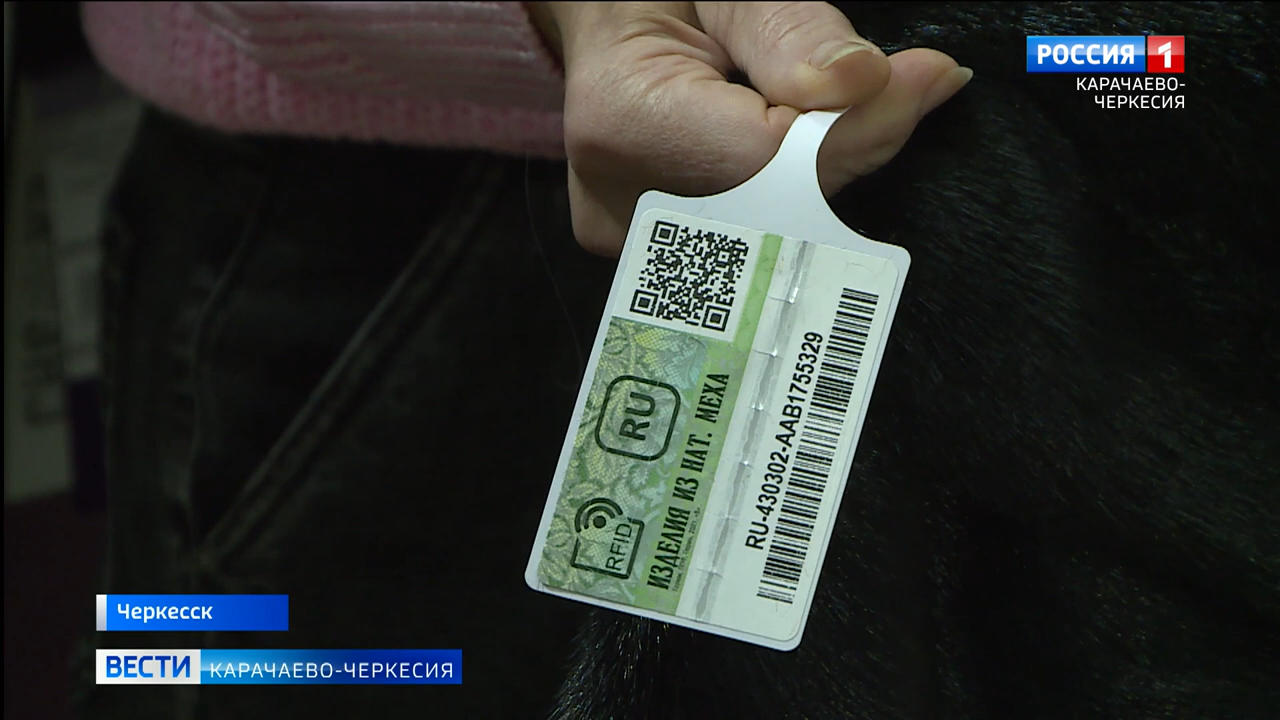 РОССИЯ 1
КАРАЧАЕВО-
ЧЕРКЕСИЯ
RU
RFID
ИЗДЕЛИЯ ИЗ НАТ. МЕХА
RU-430302-AAB1755329
Черкесск
ВЕСТИ КАРАЧАЕВО-ЧЕРКЕСИЯ